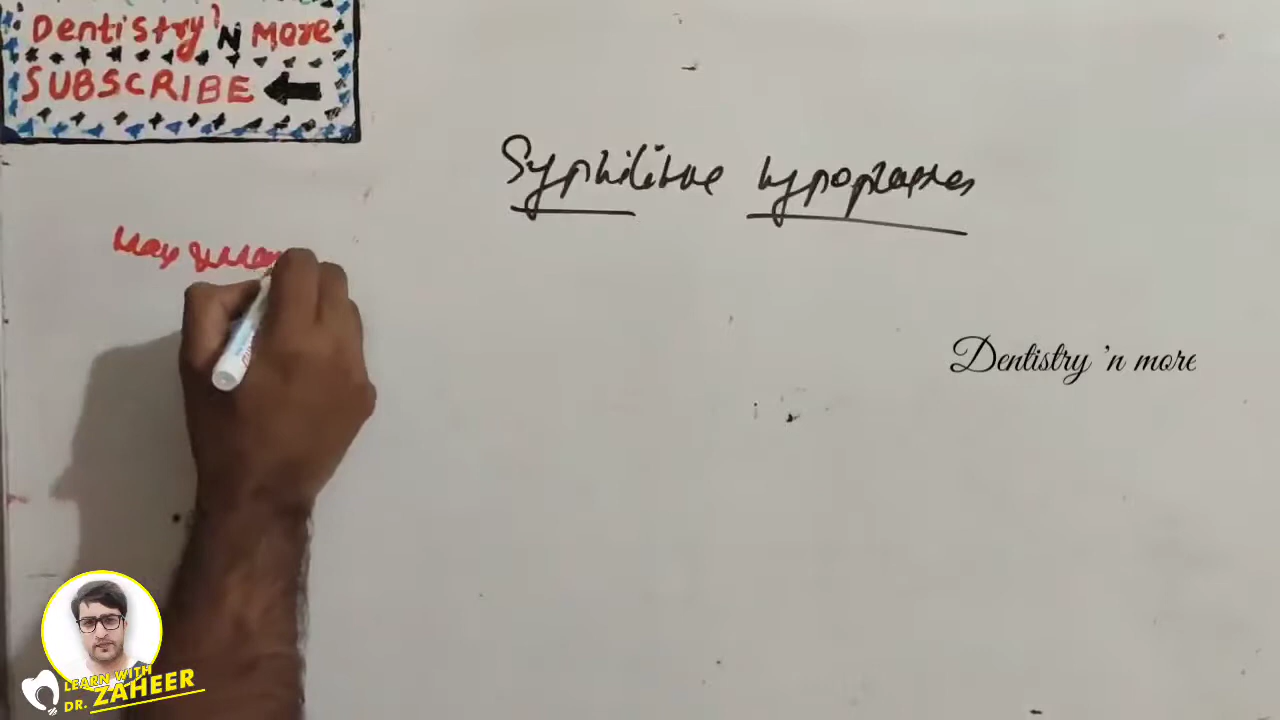 Dentistry 'N More
SUBSCRIBE
Syphilitic hypoplasia
Dentistry 'n more
LEARN WITH
DR. ZAHEER